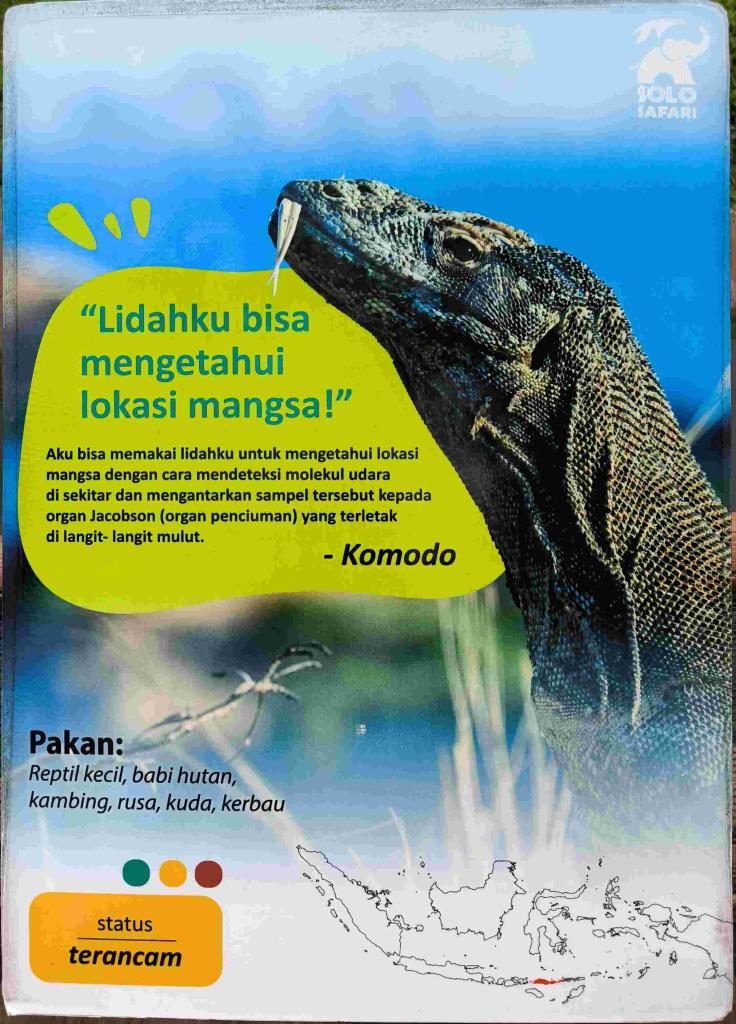 SOLO
SAFARI
“Lidahku bisa
mengetahui
lokasi mangsa!”
Aku bisa memakai lidahku untuk mengetahui lokasi
mangsa dengan cara mendeteksi molekul udara
di sekitar dan mengantarkan sampel tersebut kepada
organ Jacobson (organ penciuman) yang terletak
di langit- langit mulut.
- Komodo
Pakan:
Reptil kecil, babi hutan,
kambing, rusa, kuda, kerbau
status
terancam